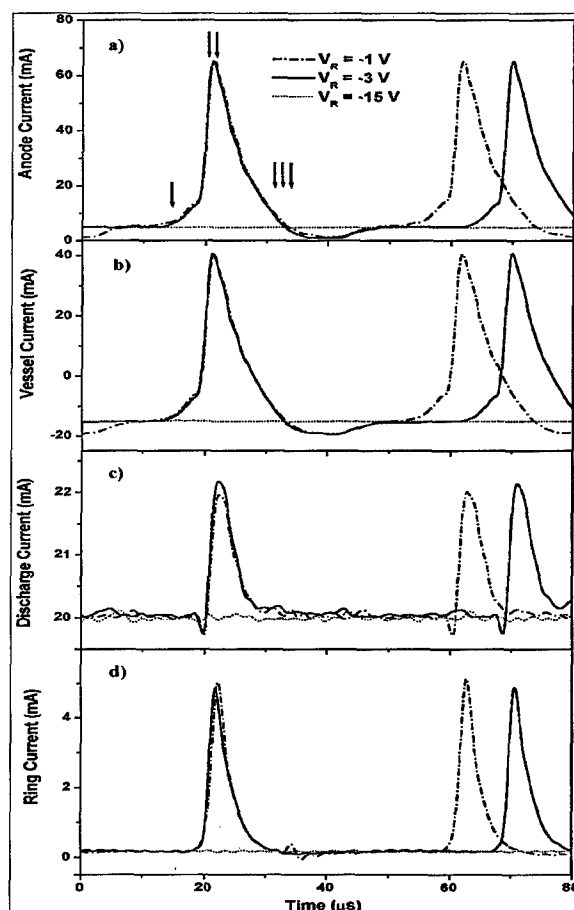 a)
V_R = -1 V
V_R = -3 V
V_R = -15 V
Anode Current (mA)
80
60
40
20
0
b)
Vessel Current (mA)
40
20
0
-20
c)
Discharge Current (mA)
22
21
20
d)
Ring Current (mA)
4
2
0
0 20 40 60 80
Time (µs)